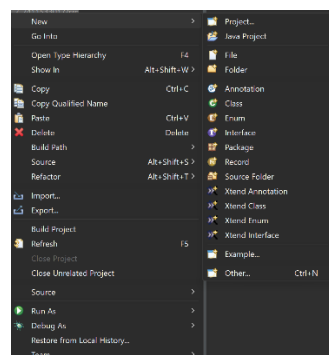 New
Go Into
Open Type Hierarchy F4
Show In Alt+Shift+W >
Copy Ctrl+C
Copy Qualified Name
Paste Ctrl+V
Delete Delete
Build Path
Source Alt+Shift+S >
Refactor Alt+Shift+T >
Import...
Export...
Build Project
Refresh F5
Close Project
Close Unrelated Project
Source
Run As
Debug As
Restore from Local History...
Team
Project...
Java Project
File
Folder
Annotation
Class
Enum
Interface
Package
Record
Source Folder
Xtend Annotation
Xtend Class
Xtend Enum
Xtend Interface
Example...
Other... Ctrl+N